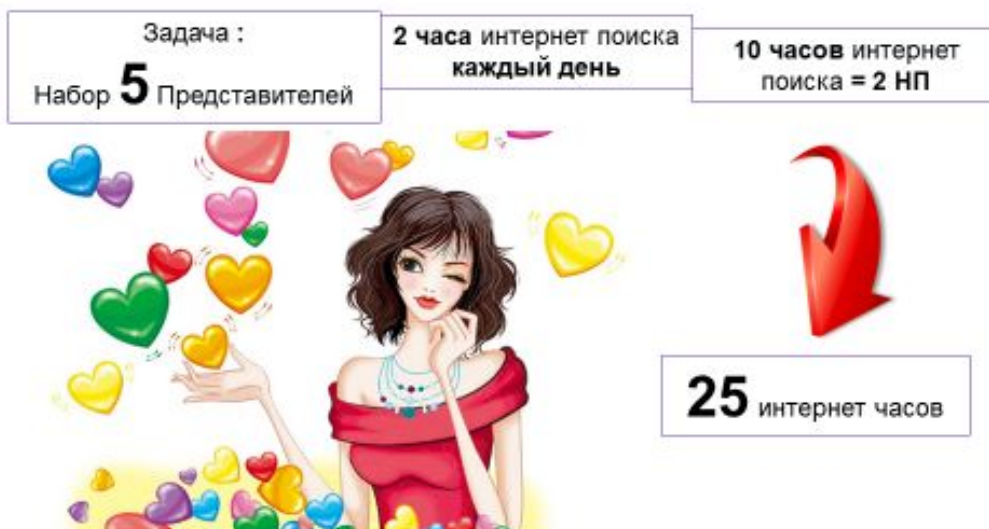 Задача :
Набор 5 Представителей
2 часа интернет поиска
каждый день
10 часов интернет
поиска = 2 НП
25 интернет часов